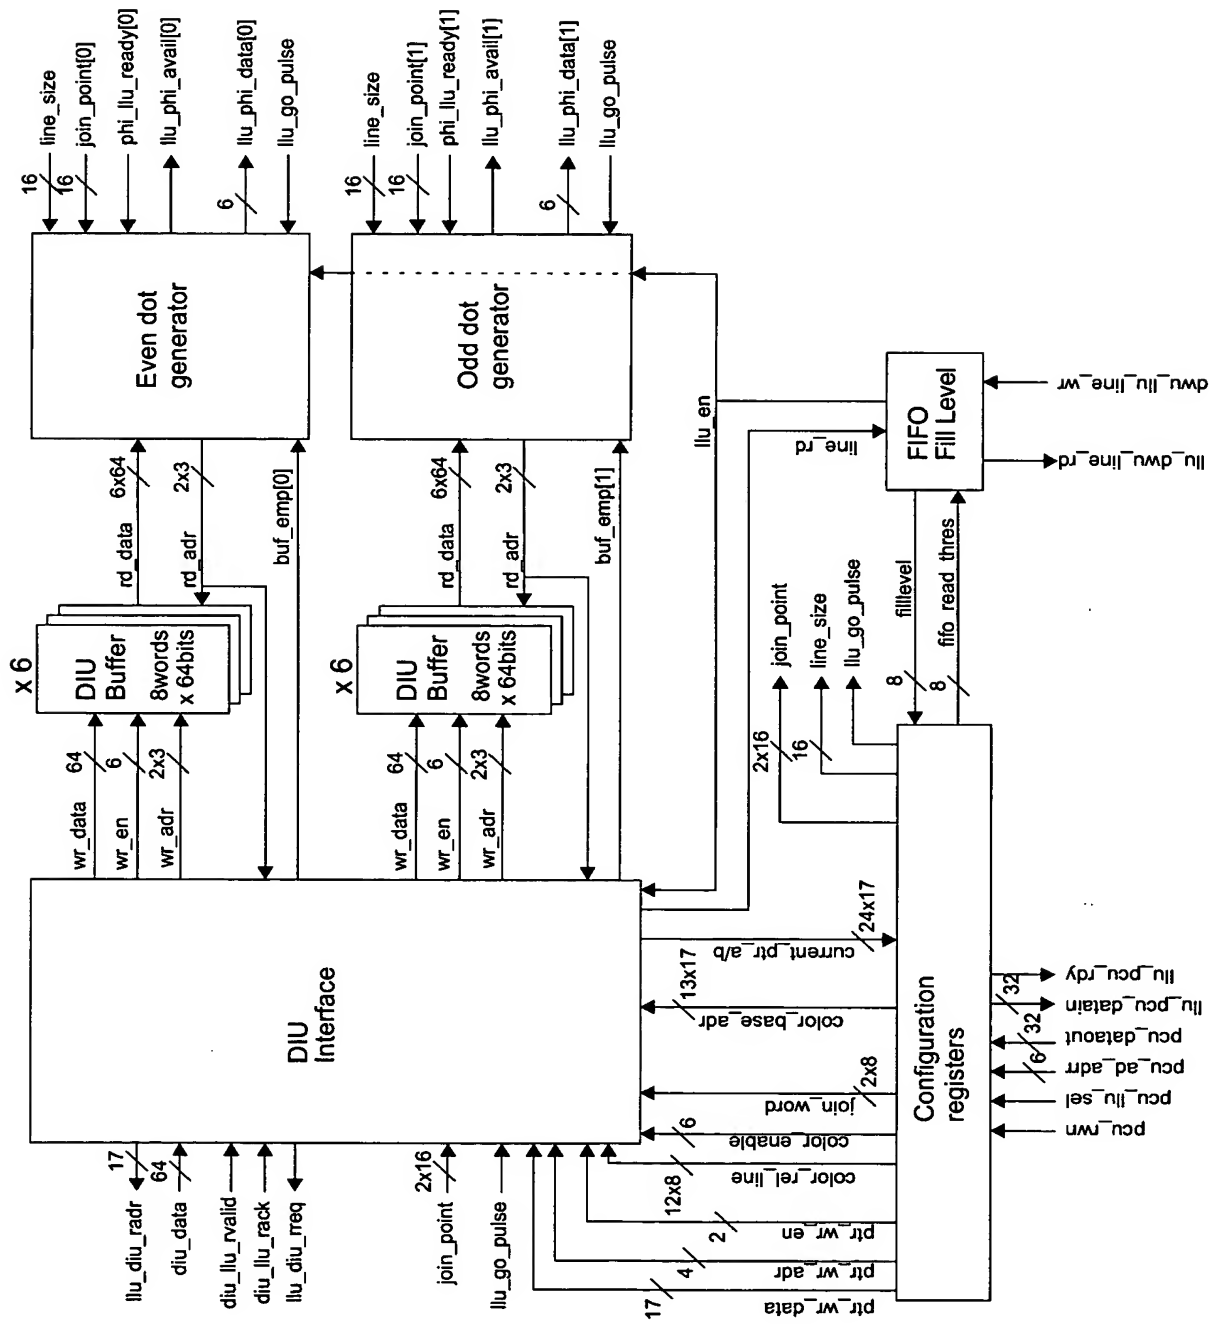 line_size
16
join_point[0]
16
phi_llu_ready[0]
llu_phi_avail[0]
llu_phi_data[0]
6
llu_go_pulse
Even dot
generator
line_size
16
join_point[1]
16
phi_llu_ready[1]
llu_phi_avail[1]
llu_phi_data[1]
6
llu_go_pulse
Odd dot
generator
rd_data
6x64
rd_adr
2x3
buf_emp[0]
rd_data
6x64
rd_adr
2x3
buf_emp[1]
x 6
DIU
Buffer
8words
x 64bits
x 6
DIU
Buffer
8words
x 64bits
wr_data
64
wr_en
6
wr_adr
2x3
wr_data
64
wr_en
6
wr_adr
2x3
llu_en
line_rd
FIFO
Fill Level
dwu_llu_line_wr
llu_dwu_line_rd
filllevel
8
fifo_read_thres
8
join_point
2x16
line_size
16
llu_go_pulse
DIU
Interface
llu_diu_radr
17
diu_data
64
diu_llu_rvalid
diu_llu_rack
llu_diu_rreq
join_point
2x16
llu_go_pulse
current_ptr_a/b
24x17
color_base_adr
13x17
join_word
2x8
color_enable
6
color_rel_line
12x8
ptr_wr_en
2
ptr_wr_adr
4
ptr_wr_data
17
Configuration
registers
llu_pcu_rdy
llu_pcu_datain
32
pcu_dataout
32
pcu_ad_adrr
6
pcu_llu_sel
pcu_rwn